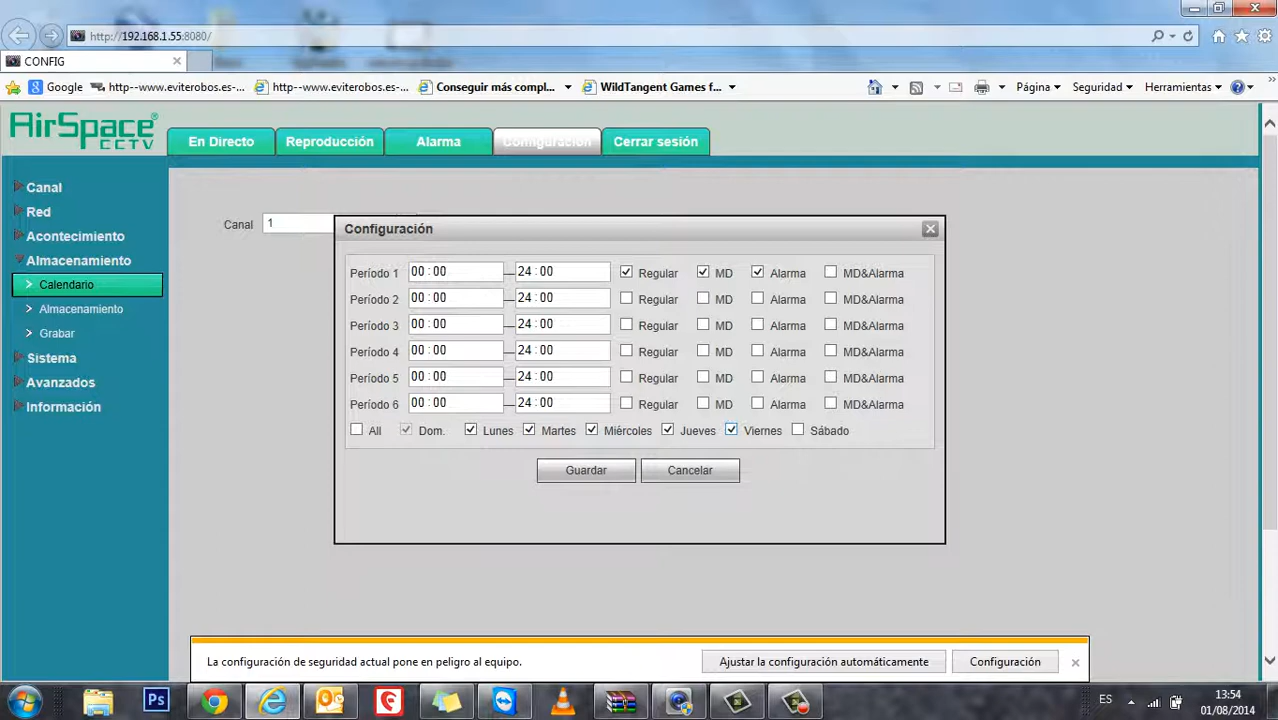 http://192.168.1.55:8080/
CONFIG
Google http--www.eviterobos.es-... http--www.eviterobos.es-... Conseguir más compl... WildTangent Games f... Página Seguridad Herramientas
AirSpace® CCTV
En Directo Reproducción Alarma Configuración Cerrar sesión
Canal
Red
Acontecimiento
Almacenamiento
Calendario
Almacenamiento
Grabar
Sistema
Avanzados
Información
Canal 1
Configuración
Período 1 00:00 — 24:00 Regular MD Alarma MD&Alarma
Período 2 00:00 — 24:00 Regular MD Alarma MD&Alarma
Período 3 00:00 — 24:00 Regular MD Alarma MD&Alarma
Período 4 00:00 — 24:00 Regular MD Alarma MD&Alarma
Período 5 00:00 — 24:00 Regular MD Alarma MD&Alarma
Período 6 00:00 — 24:00 Regular MD Alarma MD&Alarma
All Dom. Lunes Martes Miércoles Jueves Viernes Sábado
Guardar Cancelar
La configuración de seguridad actual pone en peligro al equipo. Ajustar la configuración automáticamente Configuración
Ps ES 13:54
01/08/2014